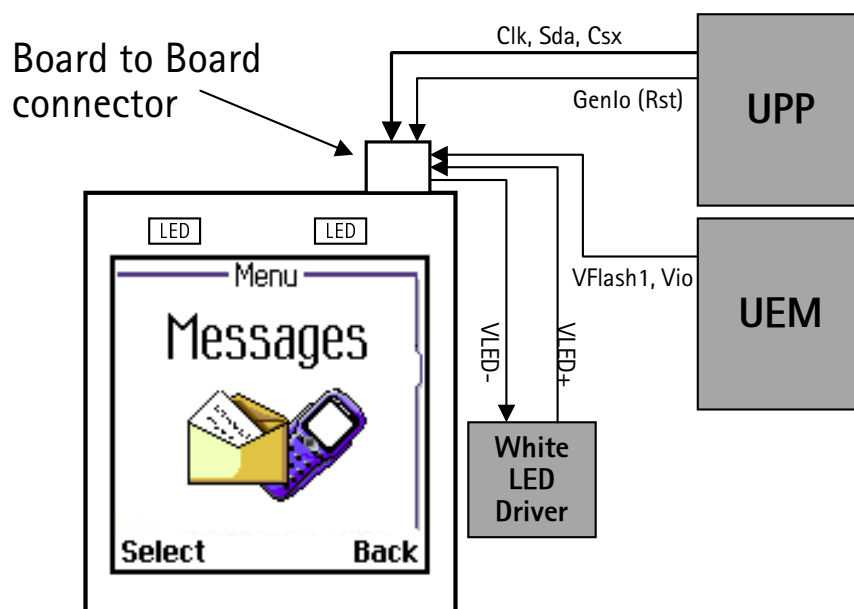 Clk, Sda, Csx
Board to Board
connector
GenIo (Rst)
UPP
LED
LED
Menu
VFlash1, Vio
UEM
Messages
VLED-
VLED+
White
LED
Driver
Select
Back